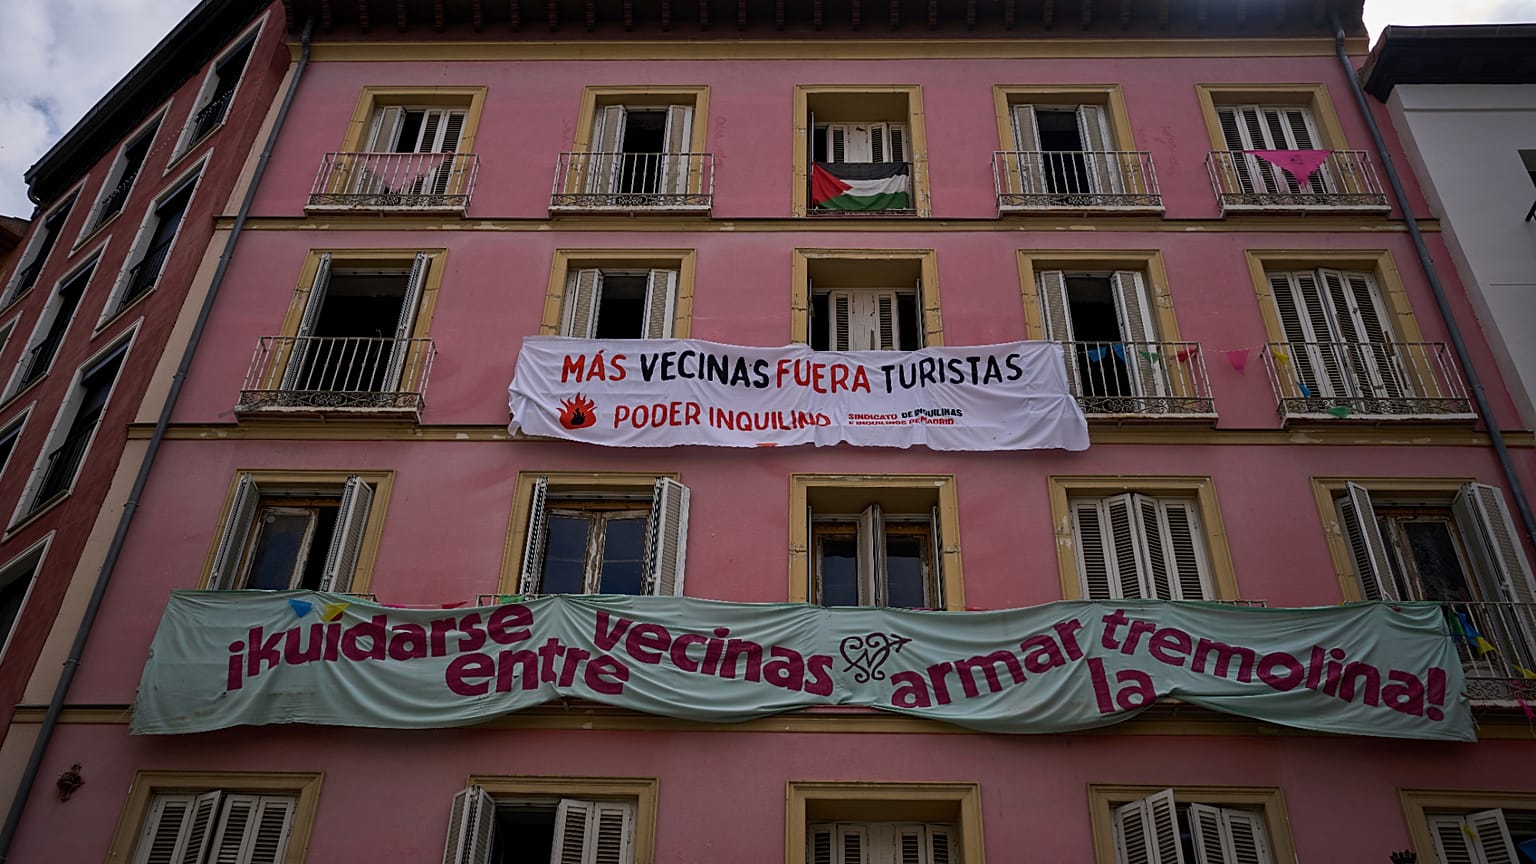 MÁS VECINAS FUERA TURISTAS
PODER INQUILINO
SINDICATO DE INQUILINAS
E INQUILINOS DE MADRID
¡kuidarse entre vecinas armar la tremolina!